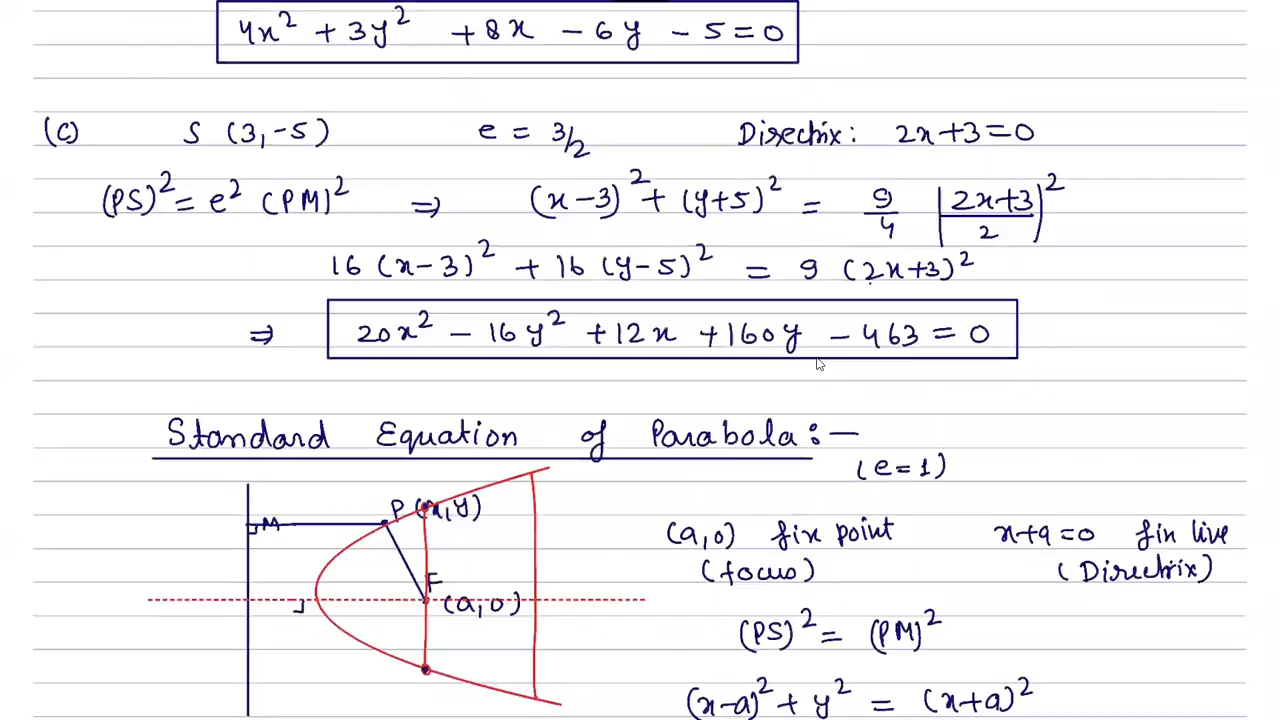 4x² + 3y² + 8x - 6y - 5 = 0
(c) S (3, -5) e = 3/2 Directrix: 2x+3=0
(PS)² = e² (PM)² ⇒ (x-3)² + (y+5)² = 9/4 |2x+3/2|²
16 (x-3)² + 16 (y-5)² = 9 (2x+3)²
⇒ 20x² - 16y² + 12x + 160y - 463 = 0
Standard Equation of Parabola:-
(e=1)
M P (x,y)
F
(a,0)
(a,0) fix point x+a=0 fix line
(focus) (Directrix)
(PS)² = (PM)²
(x-a)² + y² = (x+a)²